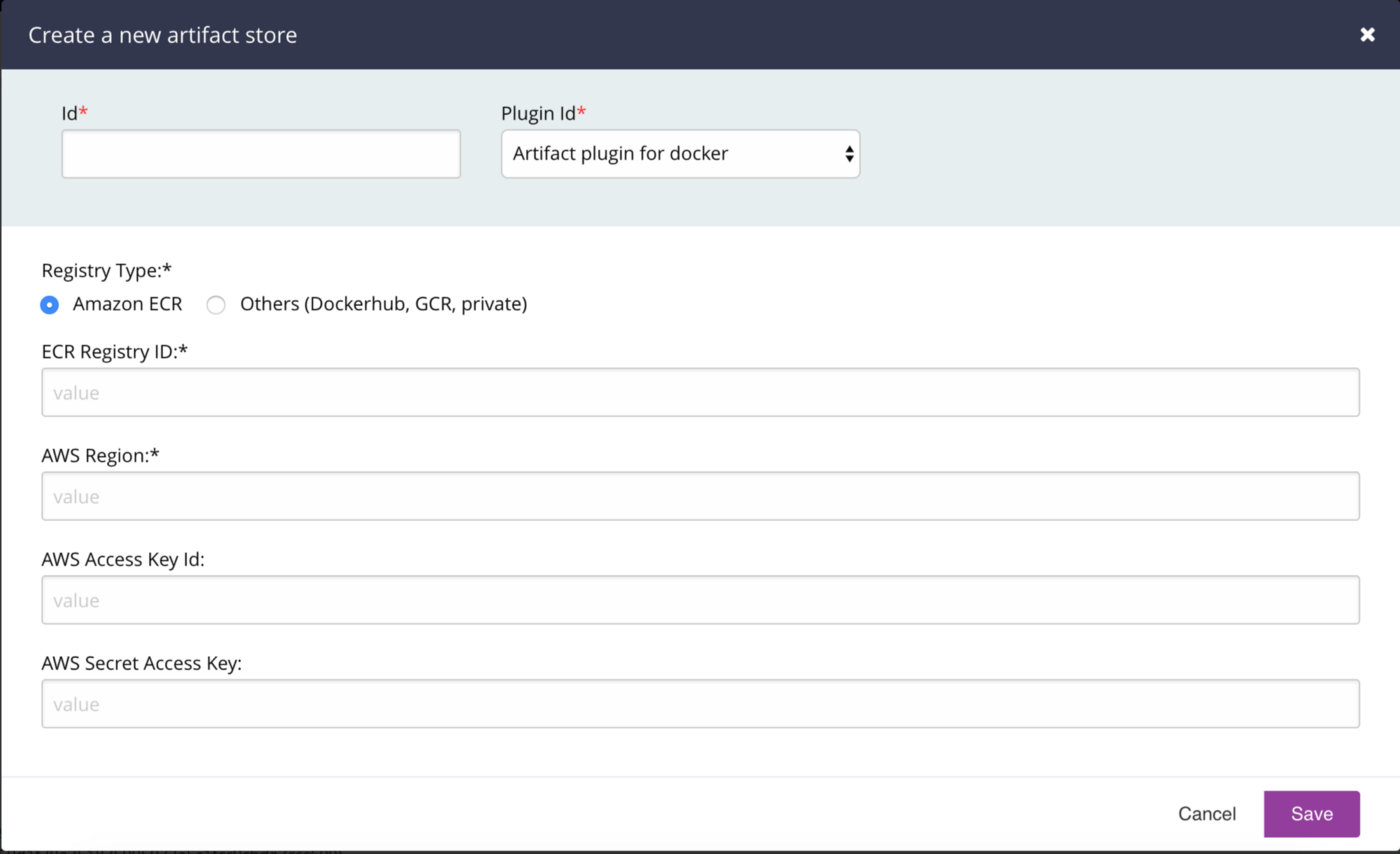 Create a new artifact store
Id*
Plugin Id*
Artifact plugin for docker
Registry Type:*
Amazon ECR
Others (Dockerhub, GCR, private)
ECR Registry ID:*
value
AWS Region:*
value
AWS Access Key Id:
value
AWS Secret Access Key:
value
Cancel
Save